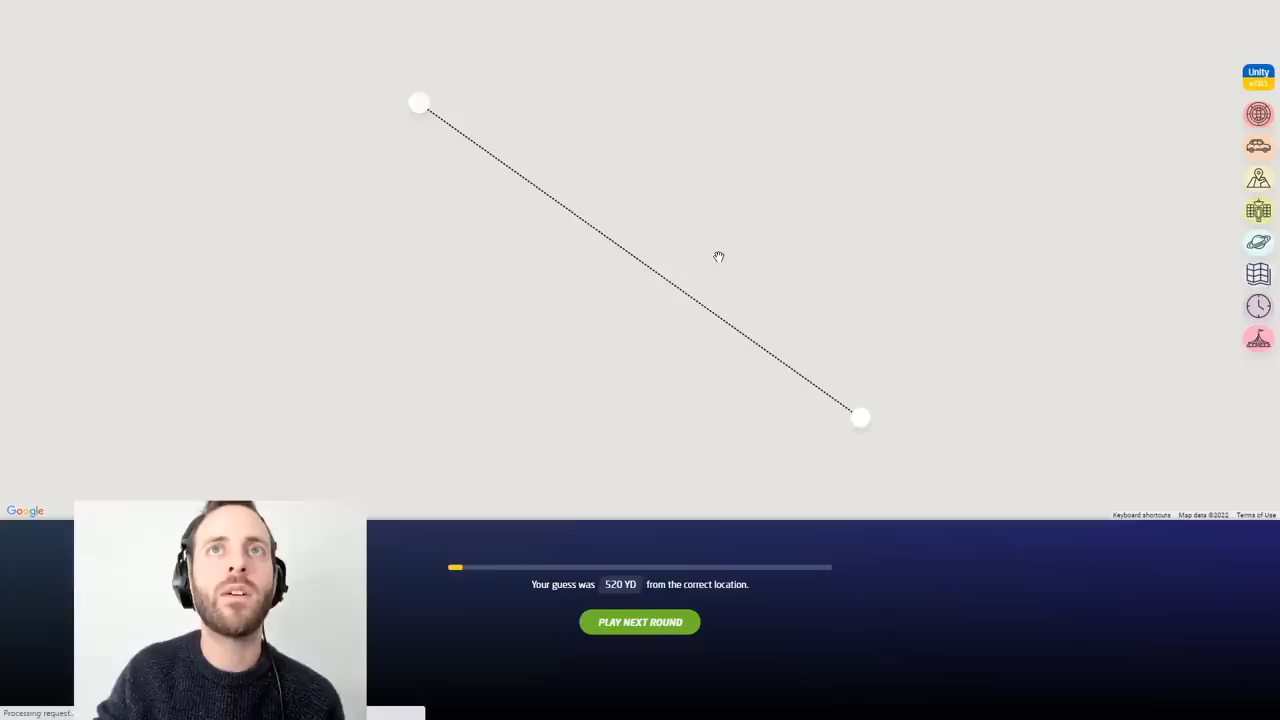 Unity
Google
Keyboard shortcuts
Map data ©2022
Terms of Use
Your guess was 520 YD from the correct location.
PLAY NEXT ROUND
Processing request...